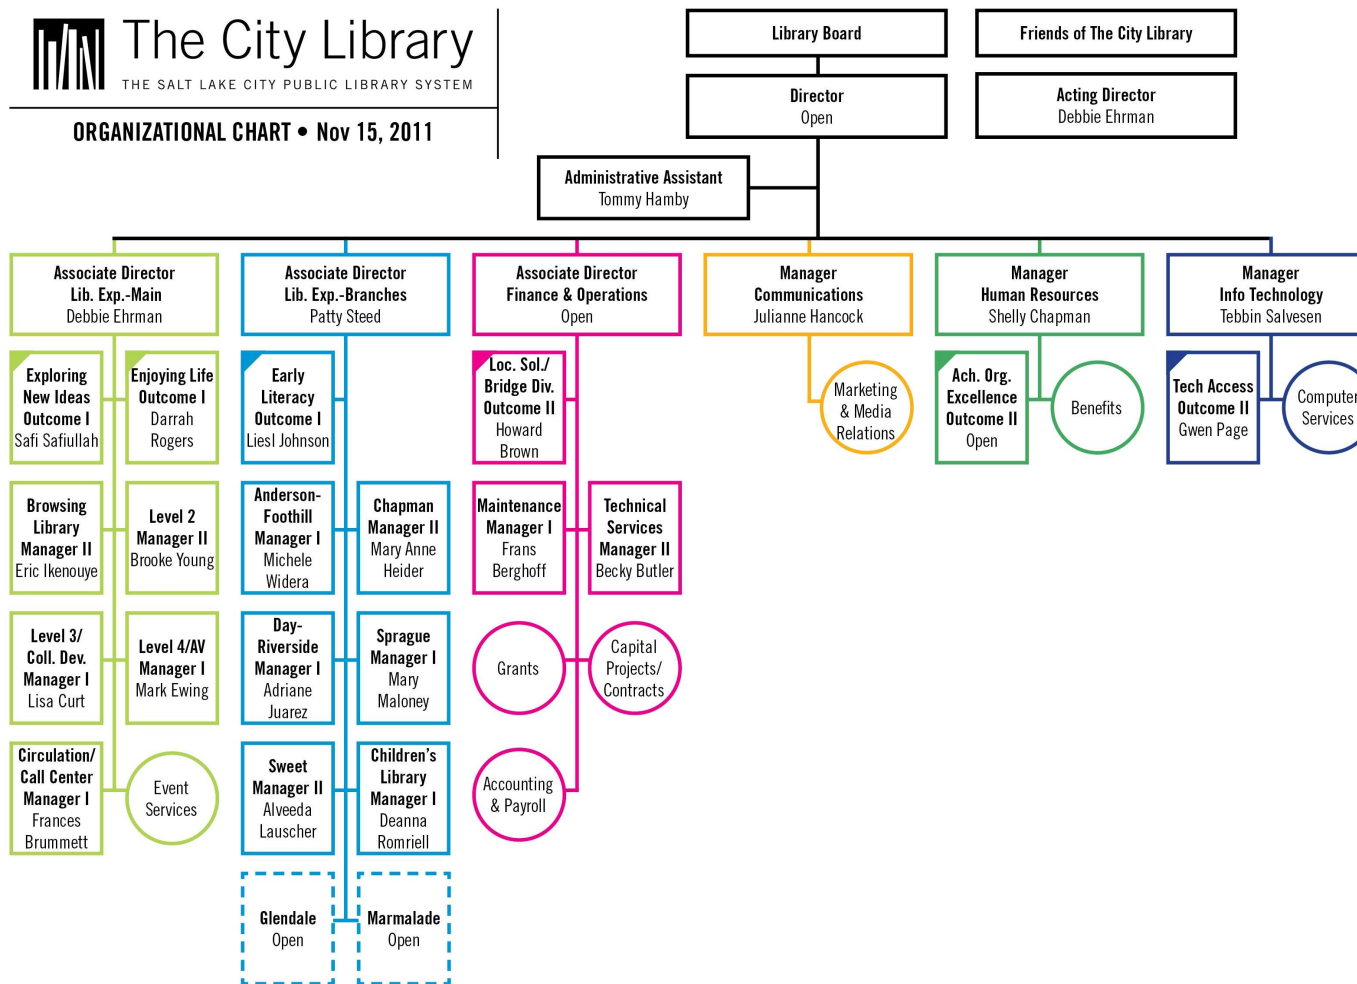 The City Library
THE SALT LAKE CITY PUBLIC LIBRARY SYSTEM
ORGANIZATIONAL CHART • Nov 15, 2011
Library Board
Friends of The City Library
Director
Open
Acting Director
Debbie Ehrman
Administrative Assistant
Tommy Hamby
Associate Director
Lib. Exp.-Main
Debbie Ehrman
Associate Director
Lib. Exp.-Branches
Patty Steed
Associate Director
Finance & Operations
Open
Manager
Communications
Julianne Hancock
Manager
Human Resources
Shelly Chapman
Manager
Info Technology
Tebbin Salvesen
Exploring
New Ideas
Outcome I
Safi Safiullah
Enjoying Life
Outcome I
Darrah
Rogers
Early
Literacy
Outcome I
Liesl Johnson
Loc. Sol./
Bridge Div.
Outcome II
Howard
Brown
Marketing
& Media
Relations
Ach. Org.
Excellence
Outcome II
Open
Benefits
Tech Access
Outcome II
Gwen Page
Computer
Services
Browsing
Library
Manager II
Eric Ikenouye
Level 2
Manager II
Brooke Young
Anderson-
Foothill
Manager I
Michele
Widera
Chapman
Manager II
Mary Anne
Heider
Maintenance
Manager I
Frans
Berghoff
Technical
Services
Manager II
Becky Butler
Level 3/
Coll. Dev.
Manager I
Lisa Curt
Level 4/AV
Manager I
Mark Ewing
Day-
Riverside
Manager I
Adriane
Juarez
Sprague
Manager I
Mary
Maloney
Grants
Capital
Projects/
Contracts
Circulation/
Call Center
Manager I
Frances
Brummett
Event
Services
Sweet
Manager II
Alveeda
Lauscher
Children's
Library
Manager I
Deanna
Romriell
Accounting
& Payroll
Glendale
Open
Marmalade
Open